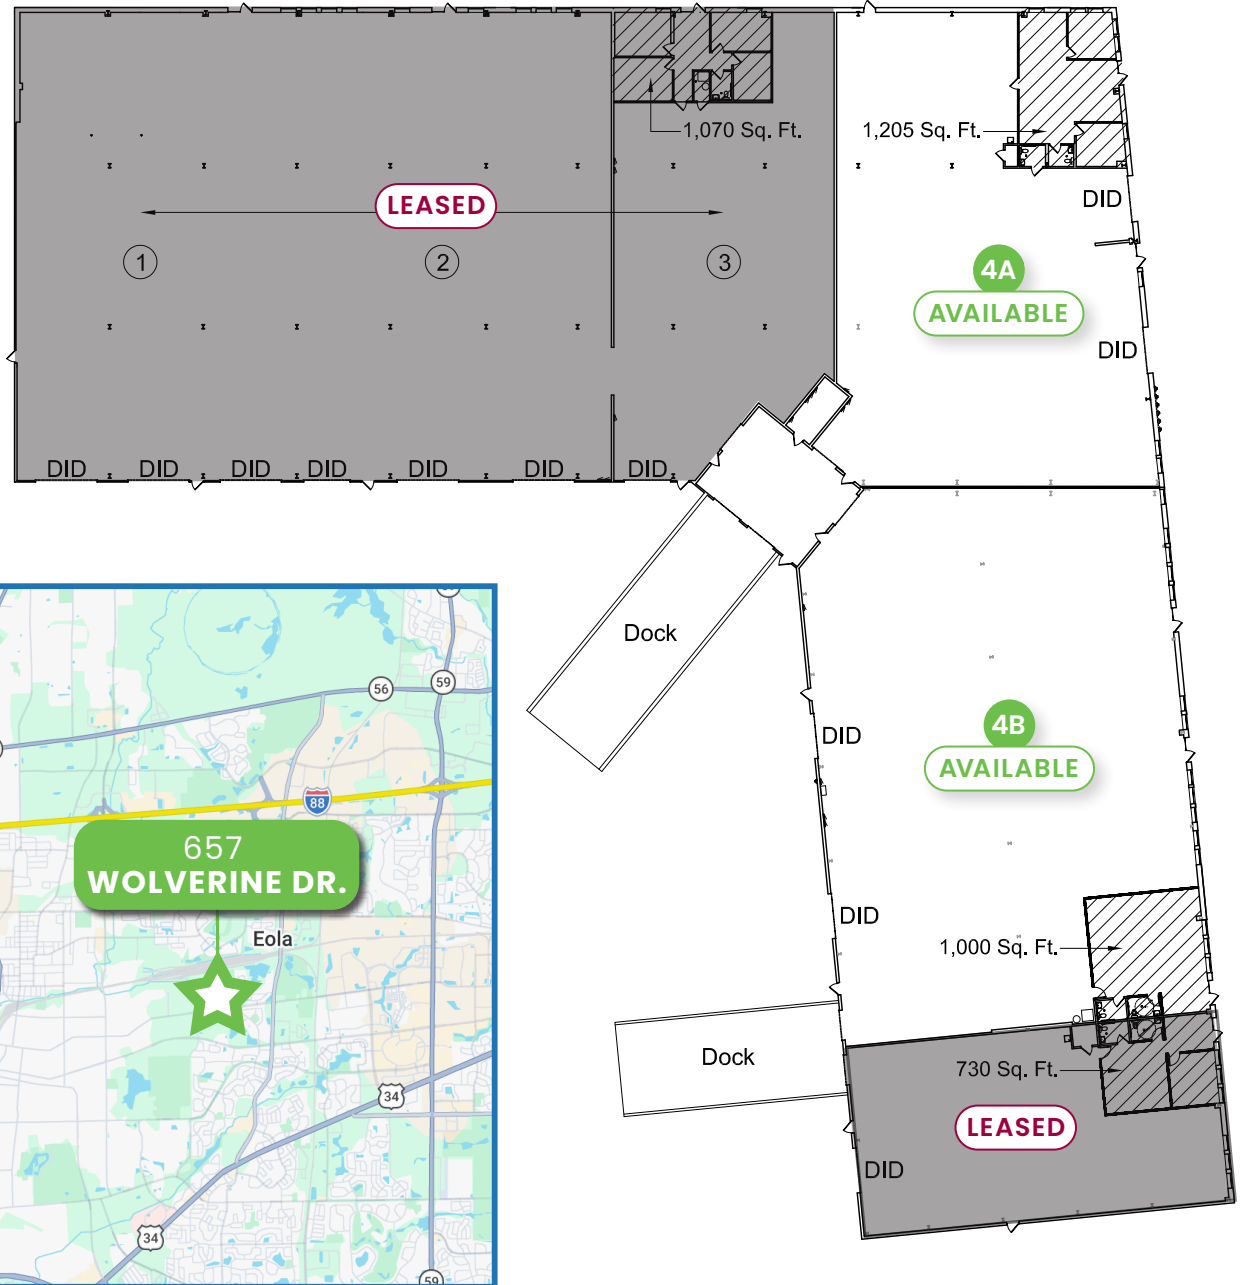 1,070 Sq. Ft.
1,205 Sq. Ft.
LEASED
DID
1
2
3
4A
AVAILABLE
DID
DID
DID
DID
DID
DID
DID
DID
Dock
4B
AVAILABLE
DID
DID
1,000 Sq. Ft.
Dock
730 Sq. Ft.
LEASED
DID
56
59
88
657
WOLVERINE DR.
Eola
34
34
59